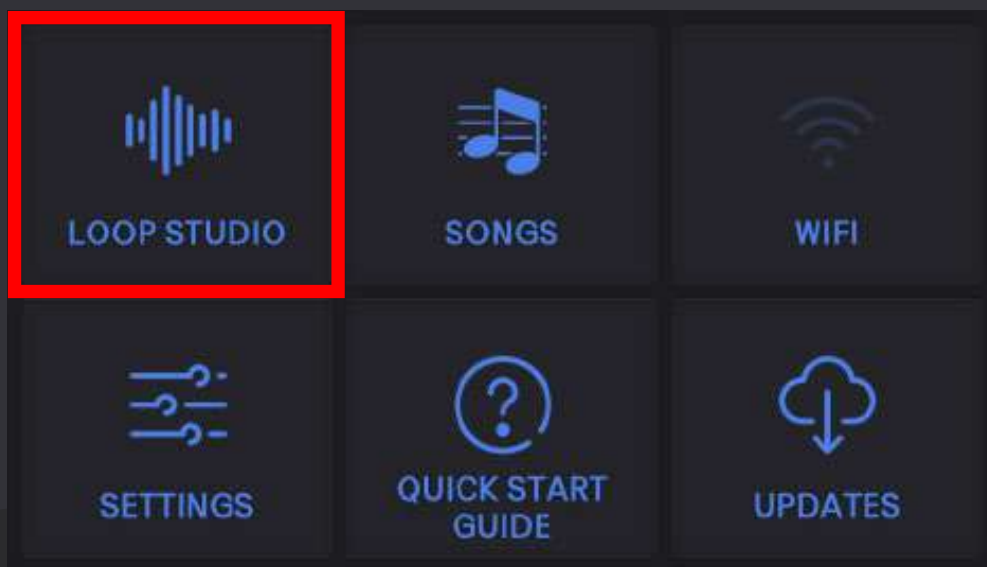 LOOP STUDIO
SONGS
WIFI
SETTINGS
QUICK START
GUIDE
UPDATES